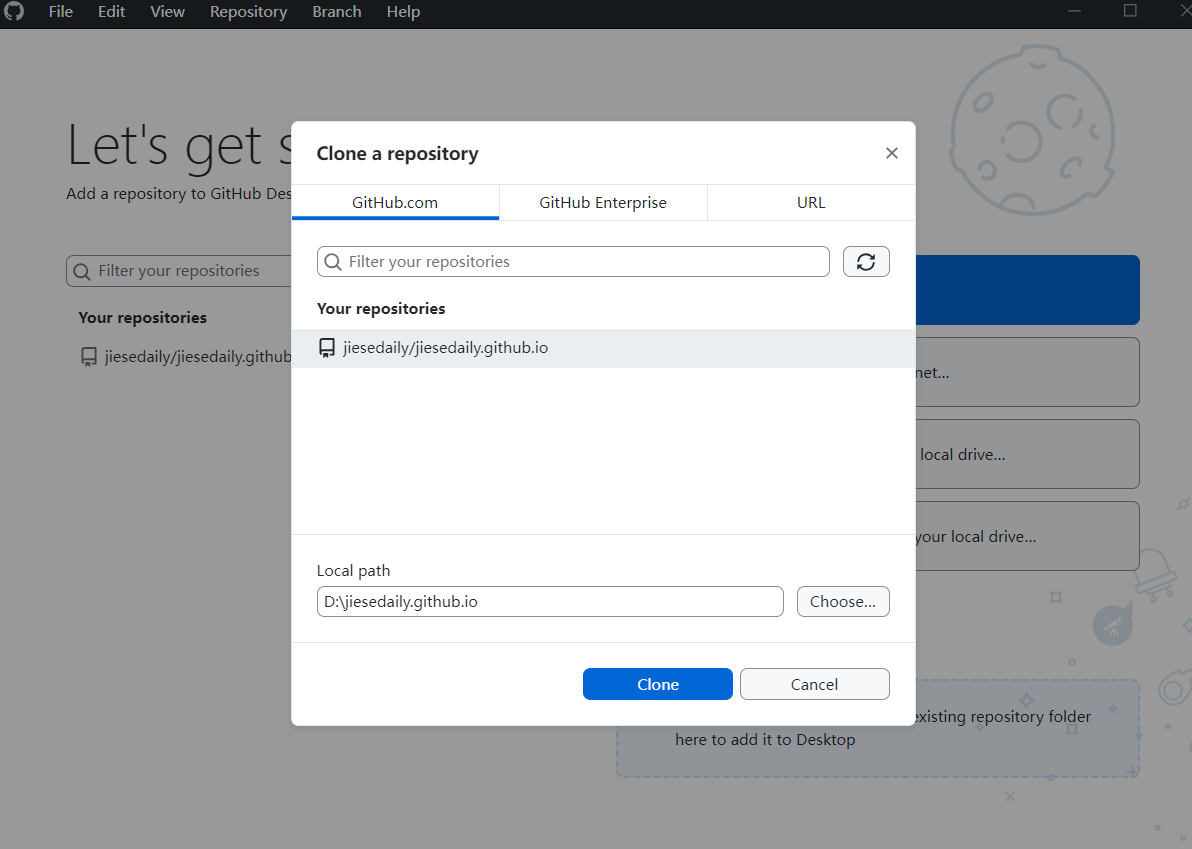 File Edit View Repository Branch Help
Let's get s
Add a repository to GitHub Des
Filter your repositories
Your repositories
jiesedaily/jiesedaily.github
Clone a repository
GitHub.com GitHub Enterprise URL
Filter your repositories
Your repositories
jiesedaily/jiesedaily.github.io
Local path
D:\jiesedaily.github.io Choose...
Clone Cancel
net...
local drive...
your local drive...
existing repository folder
here to add it to Desktop